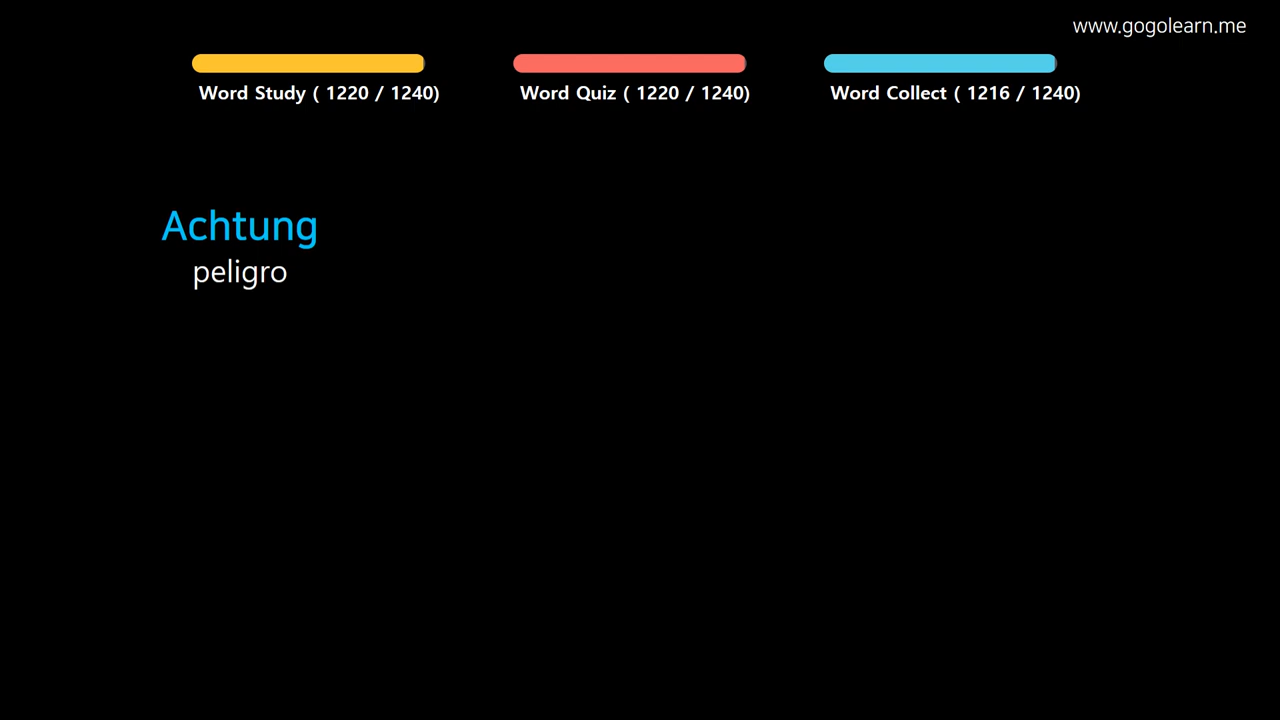 www.gogolearn.me
Word Study ( 1220 / 1240)
Word Quiz ( 1220 / 1240)
Word Collect ( 1216 / 1240)
Achtung
peligro